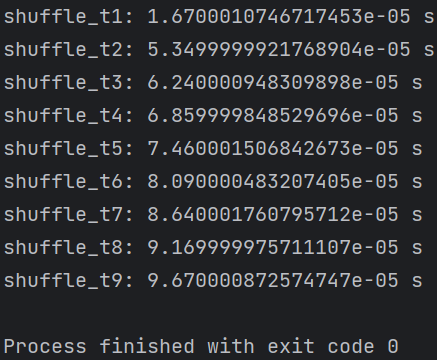 shuffle_t1: 1.6700010746717453e-05 s
shuffle_t2: 5.3499999921768904e-05 s
shuffle_t3: 6.240000948309898e-05 s
shuffle_t4: 6.859999848529696e-05 s
shuffle_t5: 7.460001506842673e-05 s
shuffle_t6: 8.090000483207405e-05 s
shuffle_t7: 8.640001760795712e-05 s
shuffle_t8: 9.169999975711107e-05 s
shuffle_t9: 9.670000872574747e-05 s
Process finished with exit code 0